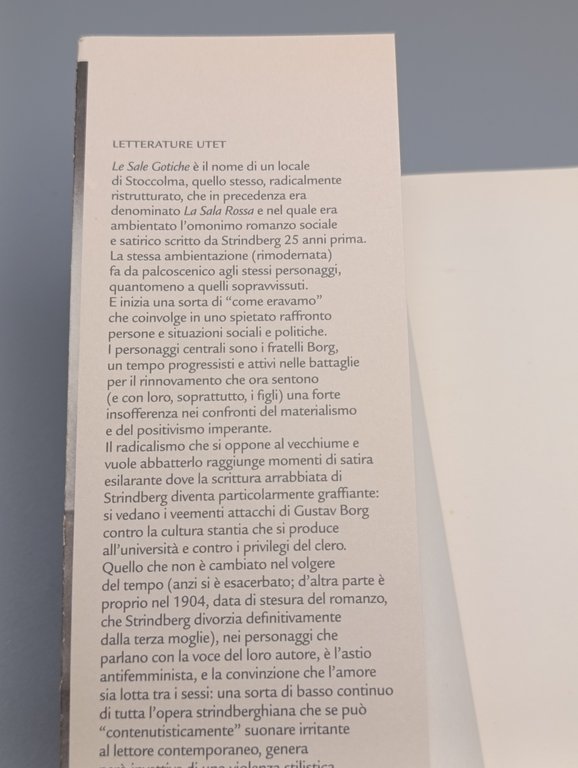 LETTERATURE UTET
Le Sale Gotiche è il nome di un locale
di Stoccolma, quello stesso, radicalmente
ristrutturato, che in precedenza era
denominato La Sala Rossa e nel quale era
ambientato l'omonimo romanzo sociale
e satirico scritto da Strindberg 25 anni prima.
La stessa ambientazione (rimodernata)
fa da palcoscenico agli stessi personaggi,
quantomeno a quelli sopravvissuti.
E inizia una sorta di “come eravamo”
che coinvolge in uno spietato raffronto
persone e situazioni sociali e politiche.
I personaggi centrali sono i fratelli Borg,
un tempo progressisti e attivi nelle battaglie
per il rinnovamento che ora sentono
(e con loro, soprattutto, i figli) una forte
insofferenza nei confronti del materialismo
e del positivismo imperante.
Il radicalismo che si oppone al vecchiume e
vuole abbatterlo raggiunge momenti di satira
esilarante dove la scrittura arrabbiata di
Strindberg diventa particolarmente graffiante:
si vedano i veementi attacchi di Gustav Borg
contro la cultura stantia che si produce
all'università e contro i privilegi del clero.
Quello che non è cambiato nel volgere
del tempo (anzi si è esacerbato; d'altra parte è
proprio nel 1904, data di stesura del romanzo,
che Strindberg divorzia definitivamente
dalla terza moglie), nei personaggi che
parlano con la voce del loro autore, è l'astio
antifemminista, e la convinzione che l'amore
sia lotta tra i sessi: una sorta di basso continuo
di tutta l'opera strindberghiana che se può
“contenutisticamente” suonare irritante
al lettore contemporaneo, genera
però invettive di una violenza stilistica